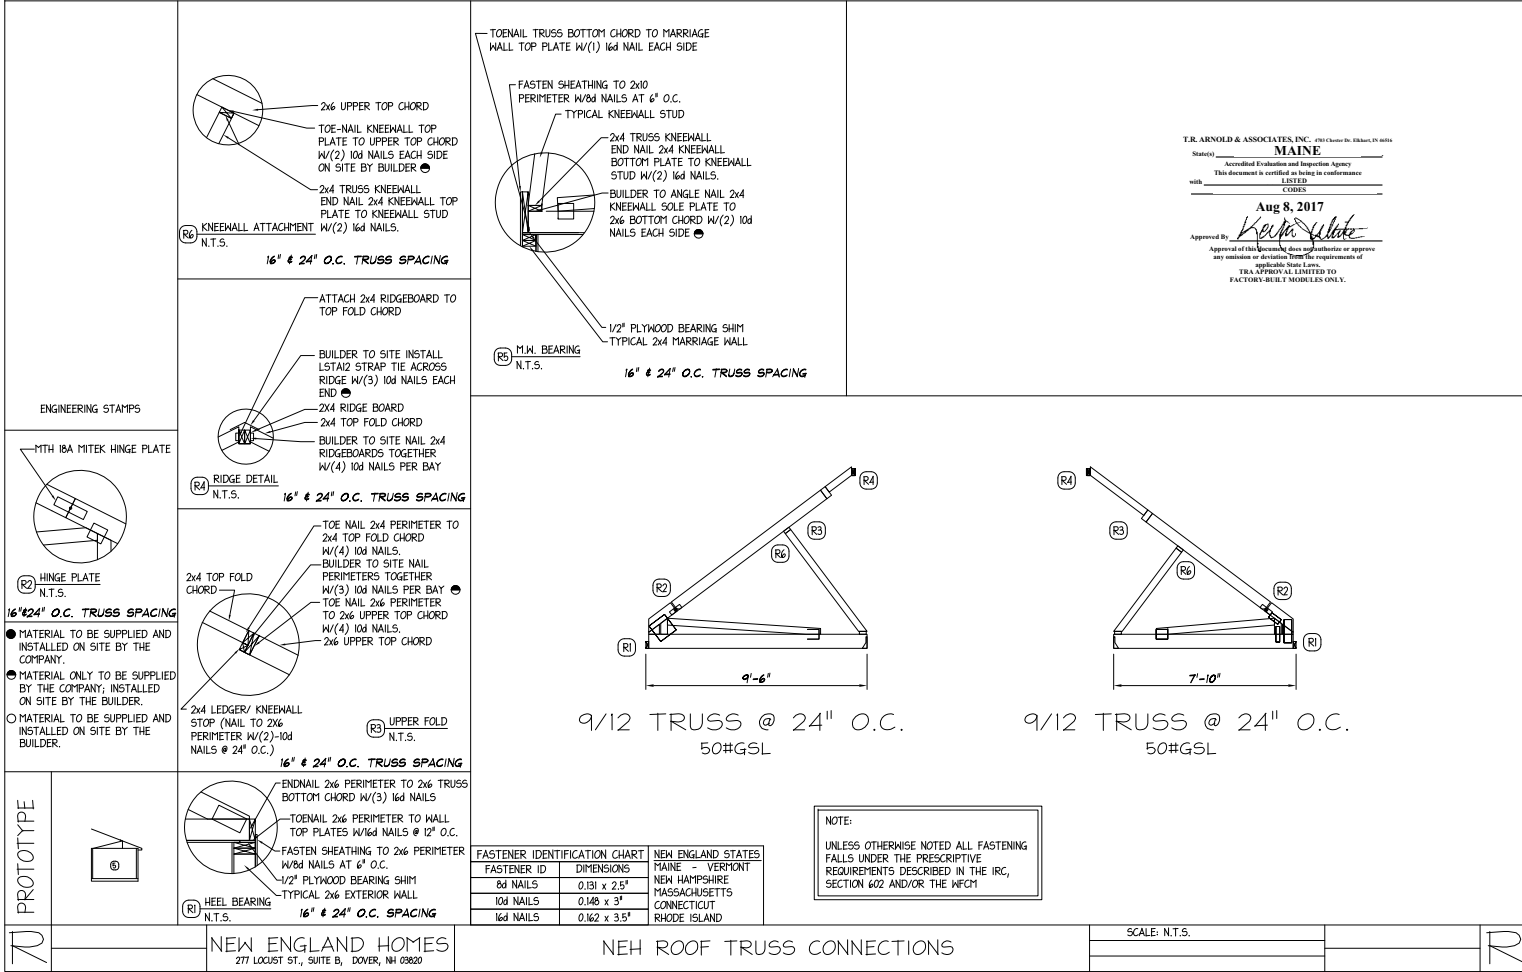 2x6 UPPER TOP CHORD
TOE-NAIL KNEEWALL TOP
PLATE TO UPPER TOP CHORD
W/(2) 10d NAILS EACH SIDE
ON SITE BY BUILDER
2x4 TRUSS KNEEWALL
END NAIL 2x4 KNEEWALL TOP
PLATE TO KNEEWALL STUD
W/(2) 16d NAILS.
R6 KNEEWALL ATTACHMENT
N.T.S.
16" & 24" O.C. TRUSS SPACING
TOENAIL TRUSS BOTTOM CHORD TO MARRIAGE
WALL TOP PLATE W/(1) 16d NAIL EACH SIDE
FASTEN SHEATHING TO 2x10
PERIMETER W/8d NAILS AT 6" O.C.
TYPICAL KNEEWALL STUD
2x4 TRUSS KNEEWALL
END NAIL 2x4 KNEEWALL
BOTTOM PLATE TO KNEEWALL
STUD W/(2) 16d NAILS.
BUILDER TO ANGLE NAIL 2x4
KNEEWALL SOLE PLATE TO
2x6 BOTTOM CHORD W/(2) 10d
NAILS EACH SIDE
1/2" PLYWOOD BEARING SHIM
TYPICAL 2x4 MARRIAGE WALL
R5 M.W. BEARING
N.T.S.
16" & 24" O.C. TRUSS SPACING
T.R. ARNOLD & ASSOCIATES, INC. 4703 Chester Dr. Elkhart, IN 46516
State(s) MAINE
Accredited Evaluation and Inspection Agency
This document is certified as being in conformance
with LISTED
CODES
Aug 8, 2017
Approved By
Approval of this document does not authorize or approve
any omission or deviation from the requirements of
applicable State Laws.
TRA APPROVAL LIMITED TO
FACTORY-BUILT MODULES ONLY.
ATTACH 2x4 RIDGEBOARD TO
TOP FOLD CHORD
BUILDER TO SITE INSTALL
LSTA12 STRAP TIE ACROSS
RIDGE W/(3) 10d NAILS EACH
END
2X4 RIDGE BOARD
2x4 TOP FOLD CHORD
BUILDER TO SITE NAIL 2x4
RIDGEBOARDS TOGETHER
W/(4) 10d NAILS PER BAY
R4 RIDGE DETAIL
N.T.S.
16" & 24" O.C. TRUSS SPACING
ENGINEERING STAMPS
MTH 18A MITEK HINGE PLATE
R2 HINGE PLATE
N.T.S.
16"&24" O.C. TRUSS SPACING
MATERIAL TO BE SUPPLIED AND
INSTALLED ON SITE BY THE
COMPANY.
MATERIAL ONLY TO BE SUPPLIED
BY THE COMPANY; INSTALLED
ON SITE BY THE BUILDER.
MATERIAL TO BE SUPPLIED AND
INSTALLED ON SITE BY THE
BUILDER.
TOE NAIL 2x4 PERIMETER TO
2x4 TOP FOLD CHORD
W/(4) 10d NAILS.
BUILDER TO SITE NAIL
PERIMETERS TOGETHER
W/(3) 10d NAILS PER BAY
TOE NAIL 2x6 PERIMETER
TO 2x6 UPPER TOP CHORD
W/(4) 10d NAILS.
2x6 UPPER TOP CHORD
2x4 TOP FOLD
CHORD
2x4 LEDGER/ KNEEWALL
STOP (NAIL TO 2X6
PERIMETER W/(2)-10d
NAILS @ 24" O.C.)
R3 UPPER FOLD
N.T.S.
16" & 24" O.C. TRUSS SPACING
R4
R3
R6
R2
R1
9'-6"
9/12 TRUSS @ 24" O.C.
50#GSL
R4
R3
R6
R2
R1
7'-10"
9/12 TRUSS @ 24" O.C.
50#GSL
PROTOTYPE
ENDNAIL 2x6 PERIMETER TO 2x6 TRUSS
BOTTOM CHORD W/(3) 16d NAILS
TOENAIL 2x6 PERIMETER TO WALL
TOP PLATES W/16d NAILS @ 12" O.C.
FASTEN SHEATHING TO 2x6 PERIMETER
W/8d NAILS AT 6" O.C.
1/2" PLYWOOD BEARING SHIM
TYPICAL 2x6 EXTERIOR WALL
R1 HEEL BEARING
N.T.S.
16" & 24" O.C. SPACING
FASTENER IDENTIFICATION CHART
FASTENER ID DIMENSIONS
8d NAILS 0.131 x 2.5"
10d NAILS 0.148 x 3"
16d NAILS 0.162 x 3.5"
NEW ENGLAND STATES
MAINE - VERMONT
NEW HAMPSHIRE
MASSACHUSETTS
CONNECTICUT
RHODE ISLAND
NOTE:
UNLESS OTHERWISE NOTED ALL FASTENING
FALLS UNDER THE PRESCRIPTIVE
REQUIREMENTS DESCRIBED IN THE IRC,
SECTION 602 AND/OR THE WFCM
R
NEW ENGLAND HOMES
277 LOCUST ST., SUITE B, DOVER, NH 03820
NEH ROOF TRUSS CONNECTIONS
SCALE: N.T.S.
R